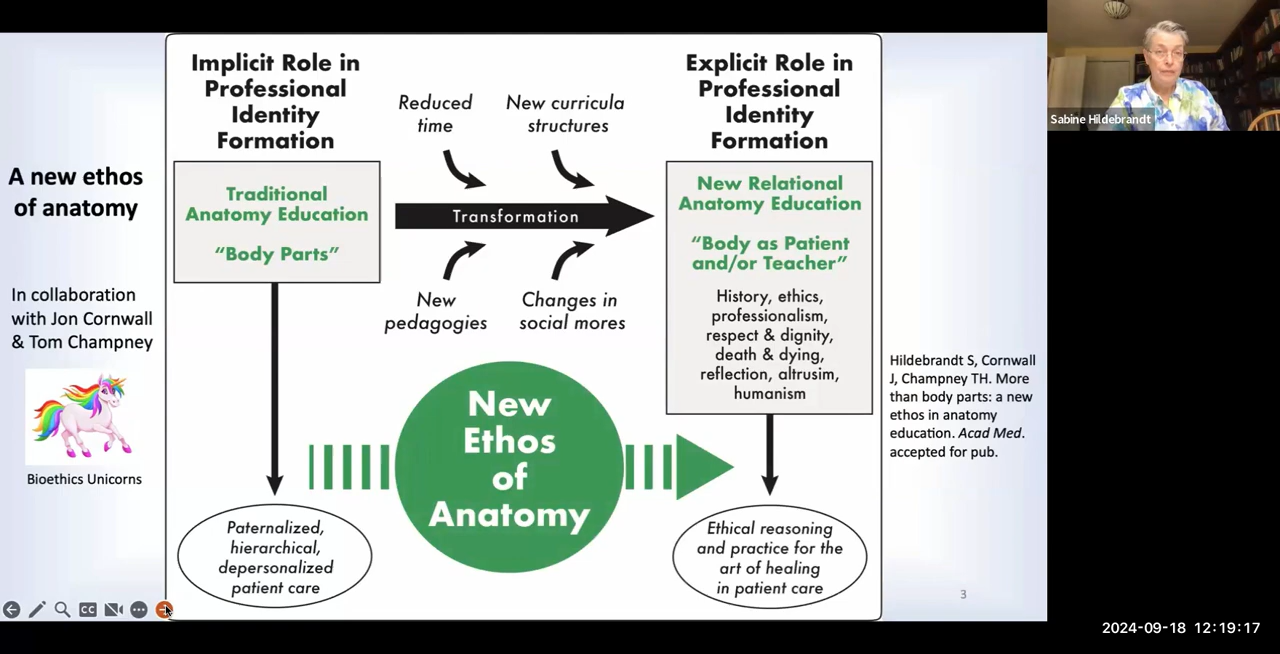 A new ethos
of anatomy
In collaboration
with Jon Cornwall
& Tom Champney
Bioethics Unicorns
Implicit Role in
Professional
Identity
Formation
Traditional
Anatomy Education
“Body Parts”
Paternalized,
hierarchical,
depersonalized
patient care
Reduced
time
New curricula
structures
Transformation
New
pedagogies
Changes in
social mores
New
Ethos
of
Anatomy
Explicit Role in
Professional
Identity
Formation
New Relational
Anatomy Education
“Body as Patient
and/or Teacher”
History, ethics,
professionalism,
respect & dignity,
death & dying,
reflection, altrusim,
humanism
Ethical reasoning
and practice for the
art of healing
in patient care
Hildebrandt S, Cornwall
J, Champney TH. More
than body parts: a new
ethos in anatomy
education. Acad Med.
accepted for pub.
3
CC
Sabine Hildebrandt
2024-09-18 12:19:17